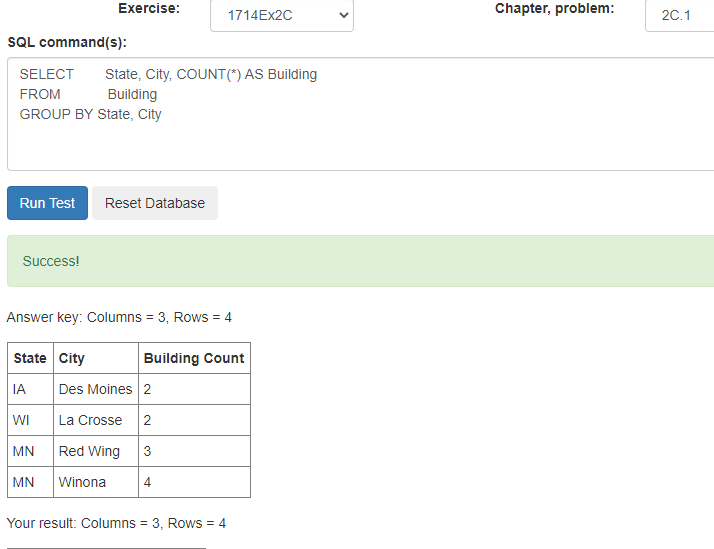 Exercise: 1714Ex2C Chapter, problem: 2C.1
SQL command(s):
SELECT State, City, COUNT(*) AS Building
FROM Building
GROUP BY State, City
Run Test Reset Database
Success!
Answer key: Columns = 3, Rows = 4
State City Building Count
IA Des Moines 2
WI La Crosse 2
MN Red Wing 3
MN Winona 4
Your result: Columns = 3, Rows = 4